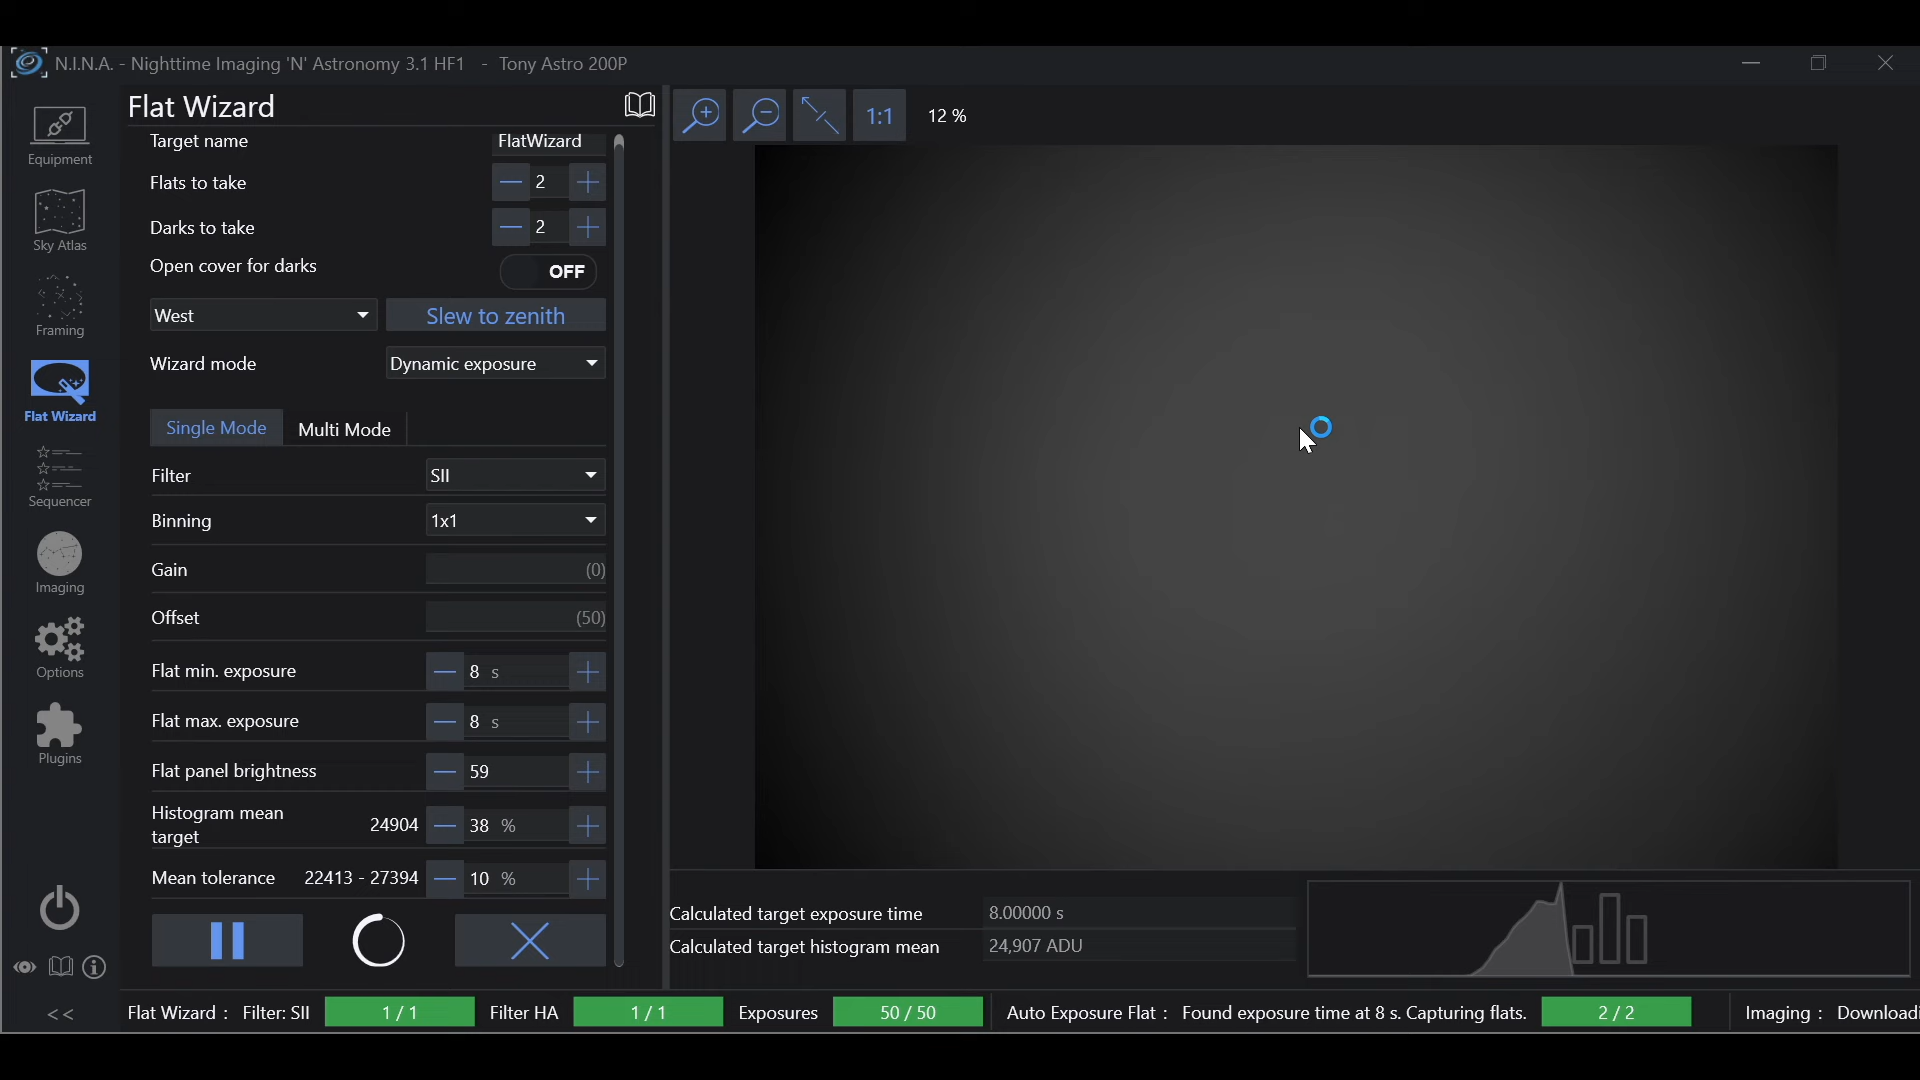 N.I.N.A. - Nighttime Imaging 'N' Astronomy 3.1 HF1 - Tony Astro 200P
Equipment
Sky Atlas
Framing
Flat Wizard
Sequencer
Imaging
Options
Plugins
<<
Flat Wizard
Target name FlatWizard
Flats to take 2
Darks to take 2
Open cover for darks OFF
West Slew to zenith
Wizard mode Dynamic exposure
Single Mode Multi Mode
Filter SII
Binning 1x1
Gain (0)
Offset (50)
Flat min. exposure 8 s
Flat max. exposure 8 s
Flat panel brightness 59
Histogram mean
target 24904 38 %
Mean tolerance 22413 - 27394 10 %
1:1 12 %
Calculated target exposure time 8.00000 s
Calculated target histogram mean 24,907 ADU
Flat Wizard : Filter: SII 1 / 1 Filter HA 1 / 1 Exposures 50 / 50 Auto Exposure Flat : Found exposure time at 8 s. Capturing flats. 2 / 2 Imaging : Downloadi